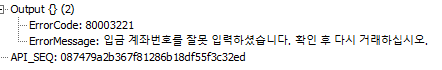 Output {} (2)
ErrorCode: 80003221
ErrorMessage: 입금 계좌번호를 잘못 입력하셨습니다. 확인 후 다시 거래하십시오.
API_SEQ: 087479a2b367f81286b18df55f3c32ed